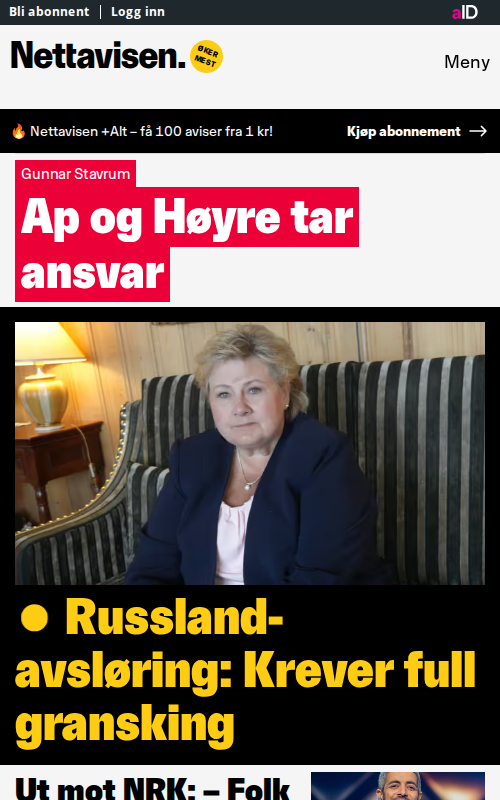 Bli abonnent Logg inn aID
Nettavisen. ØKER MEST
Meny
🔥 Nettavisen +Alt – få 100 aviser fra 1 kr! Kjøp abonnement →
Gunnar Stavrum
Ap og Høyre tar
ansvar
● Russland-
avsløring: Krever full
gransking
Ut mot NRK: – Folk